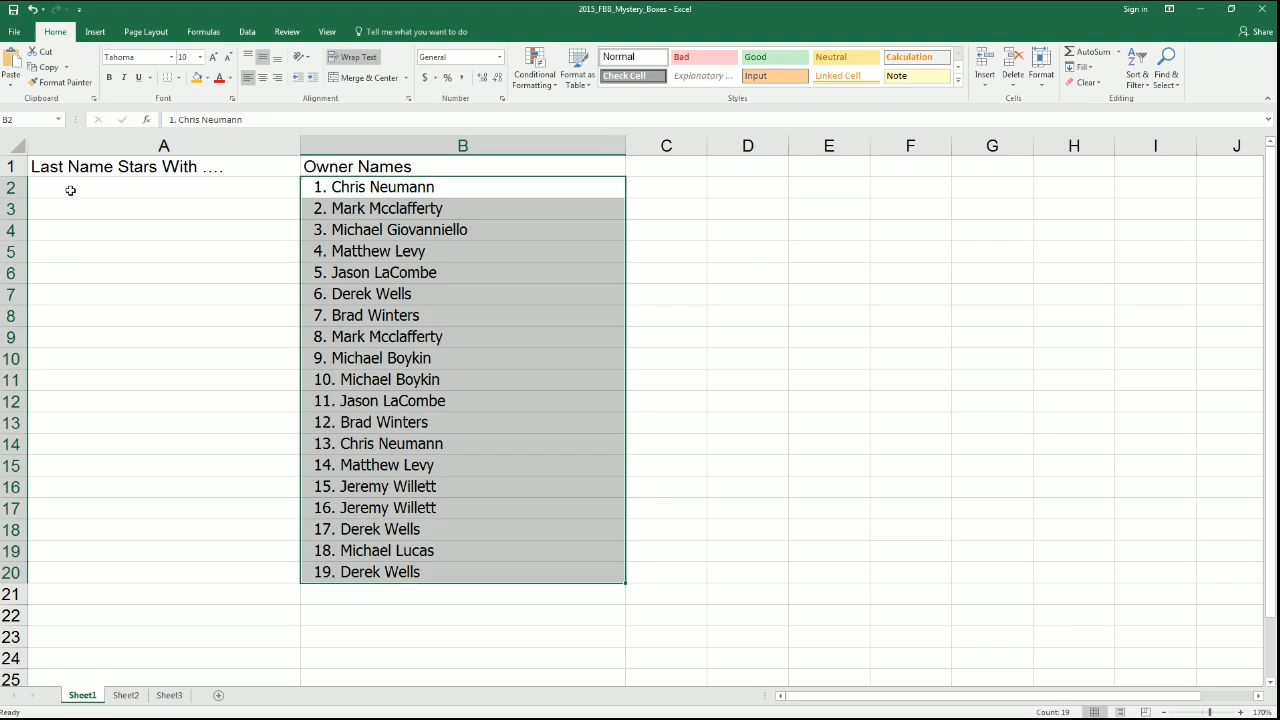 2015_FBB_Mystery_Boxes - Excel
Sign in
File Home Insert Page Layout Formulas Data Review View Tell me what you want to do Share
Paste
Cut
Copy
Format Painter
Clipboard
Tahoma 10
B I U
Font
Wrap Text
Merge & Center
Alignment
General
$ % ,
Number
Conditional Formatting
Format as Table
Normal Bad Good Neutral Calculation
Check Cell Explanatory ... Input Linked Cell Note
Styles
Insert Delete Format
Cells
AutoSum
Fill
Clear
Sort & Filter
Find & Select
Editing
B2 fx 1. Chris Neumann
A B C D E F G H I J
1 Last Name Stars With .... Owner Names
2 1. Chris Neumann
3 2. Mark Mcclafferty
4 3. Michael Giovanniello
5 4. Matthew Levy
6 5. Jason LaCombe
7 6. Derek Wells
8 7. Brad Winters
9 8. Mark Mcclafferty
10 9. Michael Boykin
11 10. Michael Boykin
12 11. Jason LaCombe
13 12. Brad Winters
14 13. Chris Neumann
15 14. Matthew Levy
16 15. Jeremy Willett
17 16. Jeremy Willett
18 17. Derek Wells
19 18. Michael Lucas
20 19. Derek Wells
21
22
23
24
25
Sheet1 Sheet2 Sheet3
Ready
Count: 19
170%